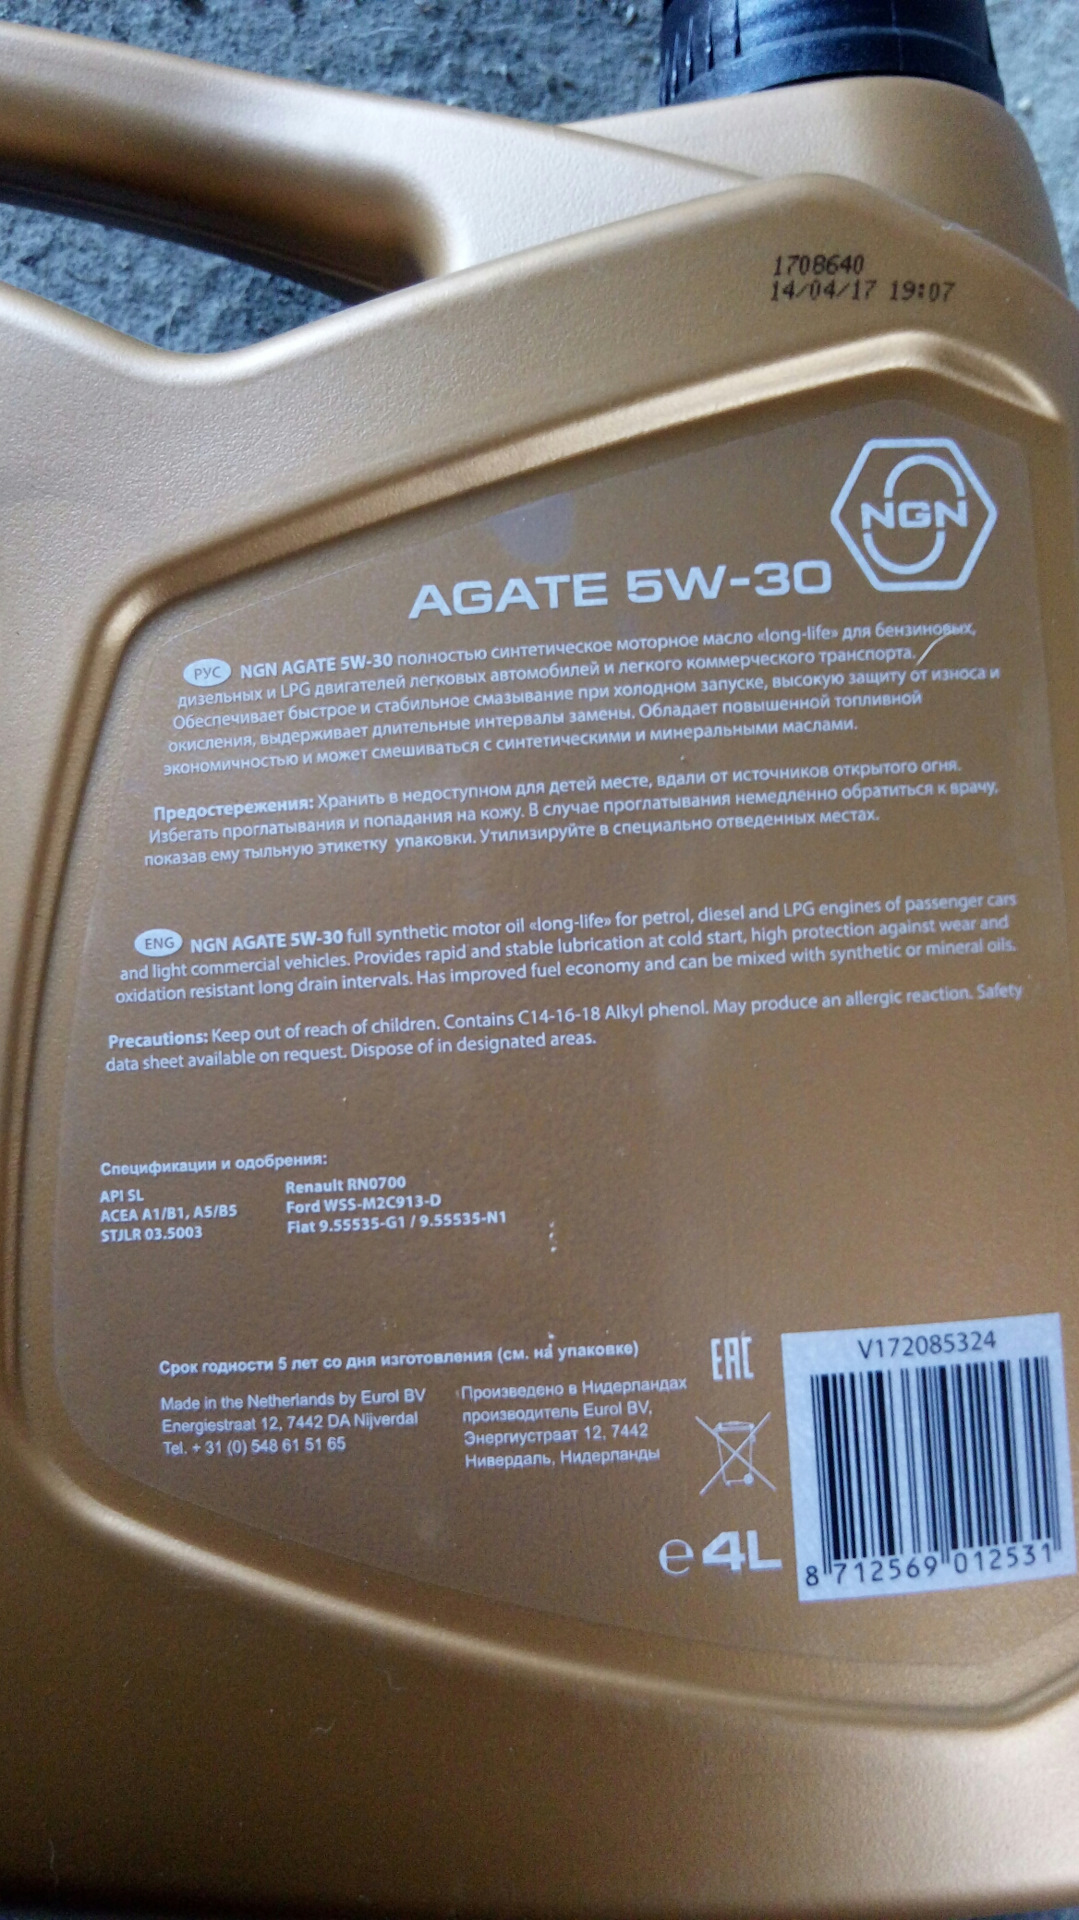 1708640
14/04/17 19:07
NGN
AGATE 5W-30
РУС NGN AGATE 5W-30 полностью синтетическое моторное масло «long-life» для бензиновых,
дизельных и LPG двигателей легковых автомобилей и легкого коммерческого транспорта.
Обеспечивает быстрое и стабильное смазывание при холодном запуске, высокую защиту от износа и
окисления, выдерживает длительные интервалы замены. Обладает повышенной топливной
экономичностью и может смешиваться с синтетическими и минеральными маслами.
Предостережения: Хранить в недоступном для детей месте, вдали от источников открытого огня.
Избегать проглатывания и попадания на кожу. В случае проглатывания немедленно обратиться к врачу,
показав ему тыльную этикетку упаковки. Утилизируйте в специально отведенных местах.
ENG NGN AGATE 5W-30 full synthetic motor oil «long-life» for petrol, diesel and LPG engines of passenger cars
and light commercial vehicles. Provides rapid and stable lubrication at cold start, high protection against wear and
oxidation resistant long drain intervals. Has improved fuel economy and can be mixed with synthetic or mineral oils.
Precautions: Keep out of reach of children. Contains C14-16-18 Alkyl phenol. May produce an allergic reaction. Safety
data sheet available on request. Dispose of in designated areas.
Спецификации и одобрения:
API SL
ACEA A1/B1, A5/B5
STJLR 03.5003
Renault RN0700
Ford WSS-M2C913-D
Fiat 9.55535-G1 / 9.55535-N1
Срок годности 5 лет со дня изготовления (см. на упаковке)
Made in the Netherlands by Eurol BV
Energiestraat 12, 7442 DA Nijverdal
Tel. + 31 (0) 548 61 51 65
Произведено в Нидерландах
производитель Eurol BV,
Энергиустраат 12, 7442
Нивердаль, Нидерланды
EAC
e 4L
V172085324
8 712569 012531